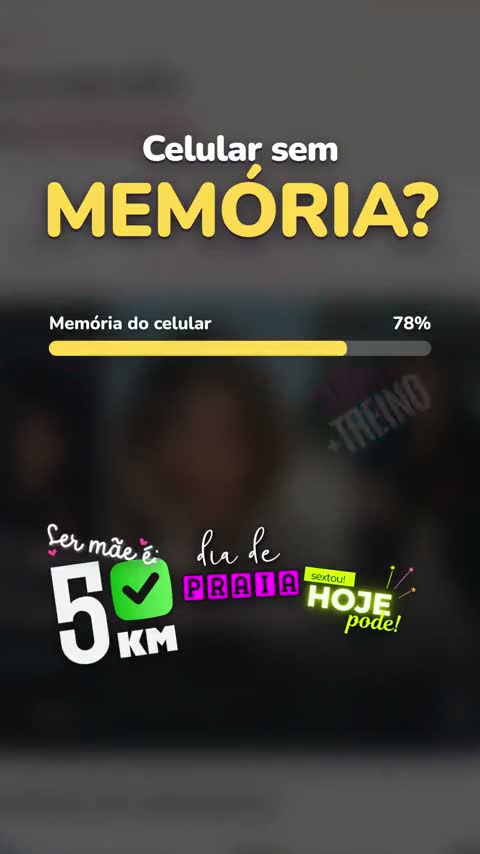 Celular sem
MEMÓRIA?
Memória do celular 78%
+TREINO
Ser mãe é:
5 KM
dia de
PRAIA
sextou!
HOJE
pode!